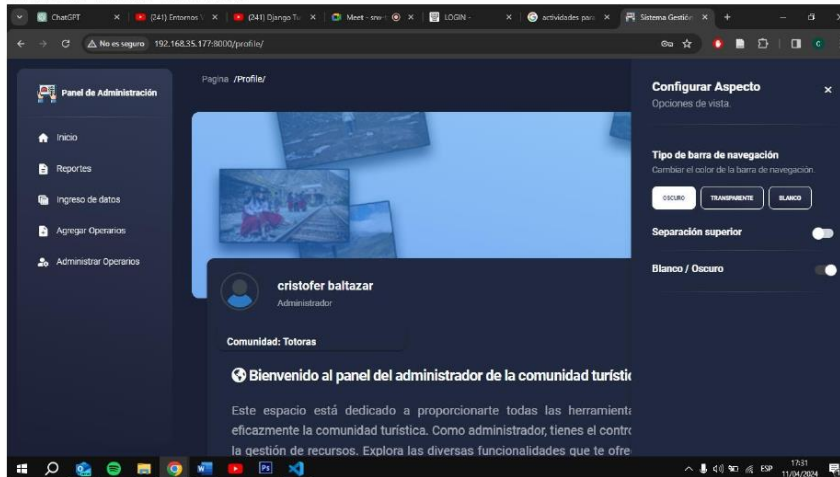 ChatGPT
(241) Entornos
(241) Django Tu
Meet - sre-
LOGIN -
actividades para
Sistema Gestión
No es seguro
192.168.35.177:8000/profile/
Panel de Administración
Inicio
Reportes
Ingreso de datos
Agregar Operarios
Administrar Operarios
Pagina /Profile/
cristofer baltazar
Administrador
Comunidad: Totoras
Bienvenido al panel del administrador de la comunidad turístic
Este espacio está dedicado a proporcionarte todas las herramienta
eficazmente la comunidad turística. Como administrador, tienes el contro
la gestión de recursos. Explora las diversas funcionalidades que te ofre
Configurar Aspecto
Opciones de vista.
Tipo de barra de navegación
Cambiar el color de la barra de navegación.
OSCURO
TRANSPARENTE
BLANCO
Separación superior
Blanco / Oscuro
ESP
17:31
11/04/2024